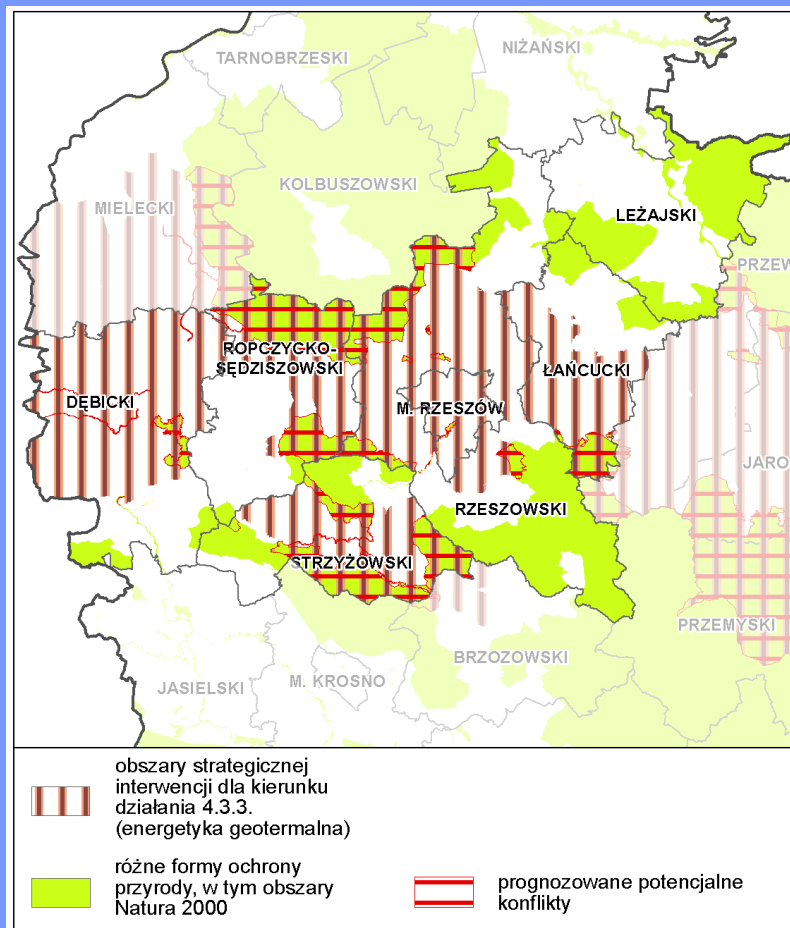 TARNOBRZESKI
NIŻAŃSKI
KOLBUSZOWSKI
MIELECKI
LEŻAJSKI
PRZEW
ROPCZYCKO-
SĘDZISZOWSKI
ŁAŃCUCKI
DĘBICKI
M. RZESZÓW
JARO
RZESZOWSKI
STRZYŻOWSKI
PRZEMYSKI
BRZOZOWSKI
JASIELSKI
M. KROSNO
obszary strategicznej
interwencji dla kierunku
działania 4.3.3.
(energetyka geotermalna)
różne formy ochrony
przyrody, w tym obszary
Natura 2000
prognozowane potencjalne
konflikty